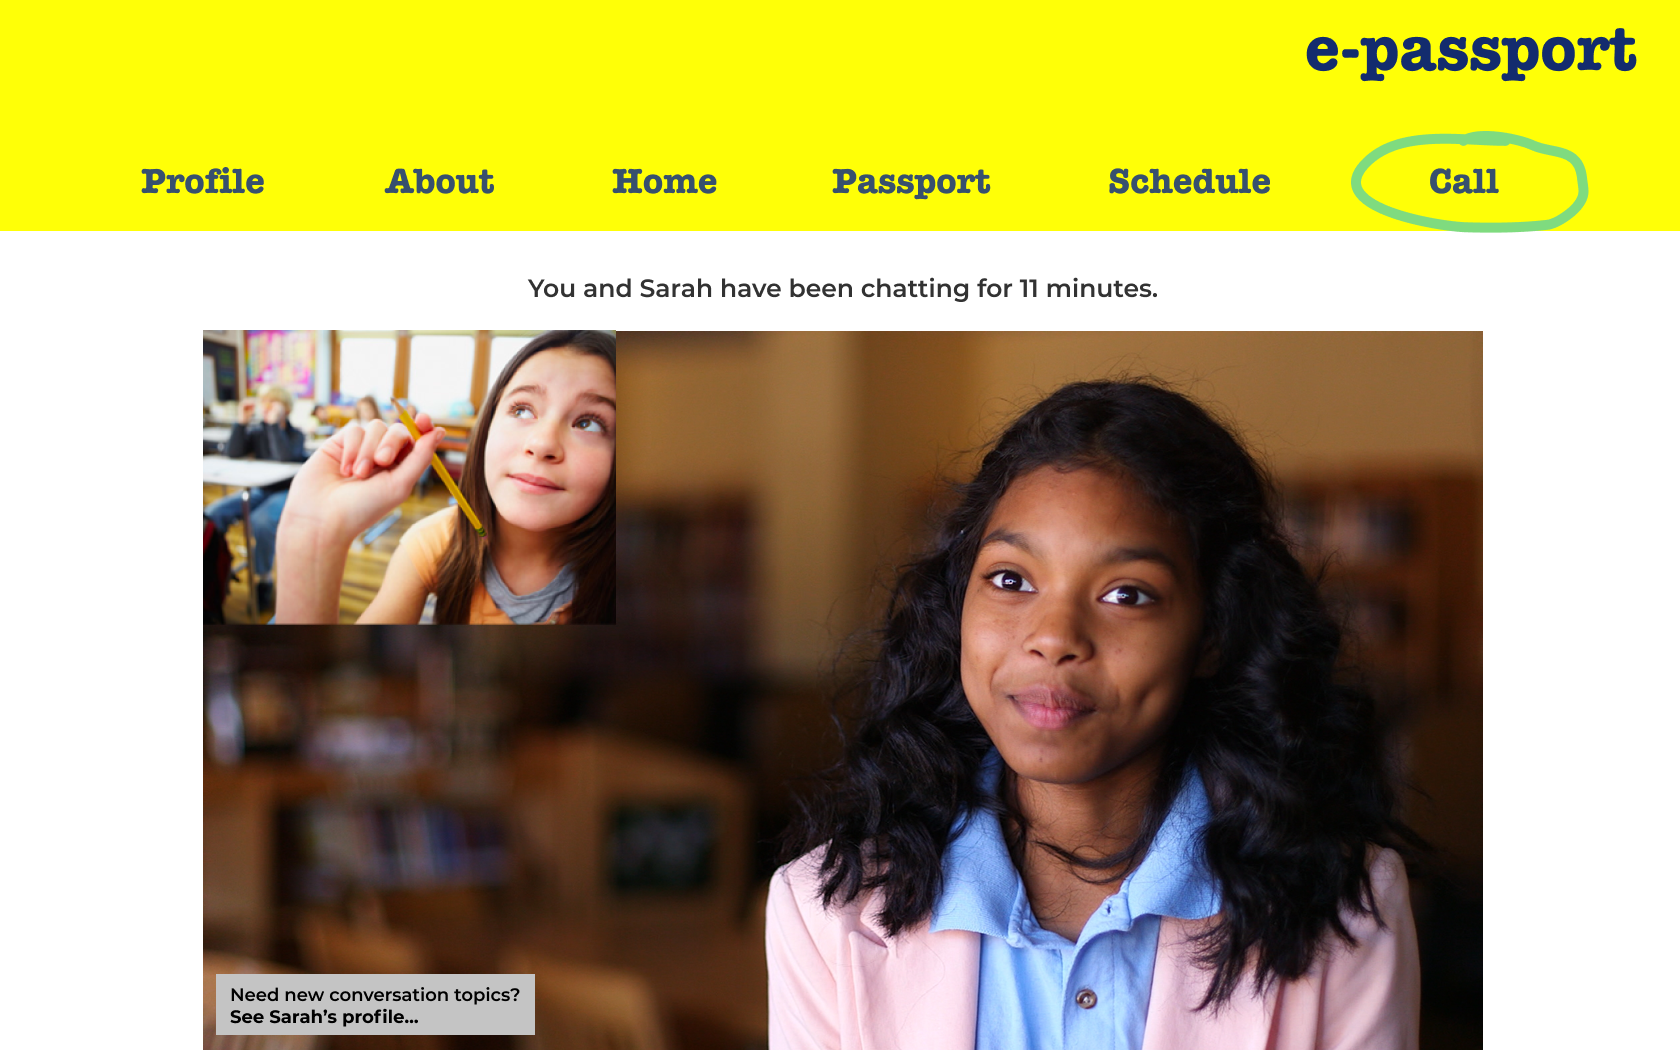 e-passport
Profile About Home Passport Schedule Call
You and Sarah have been chatting for 11 minutes.
Need new conversation topics?
See Sarah's profile...